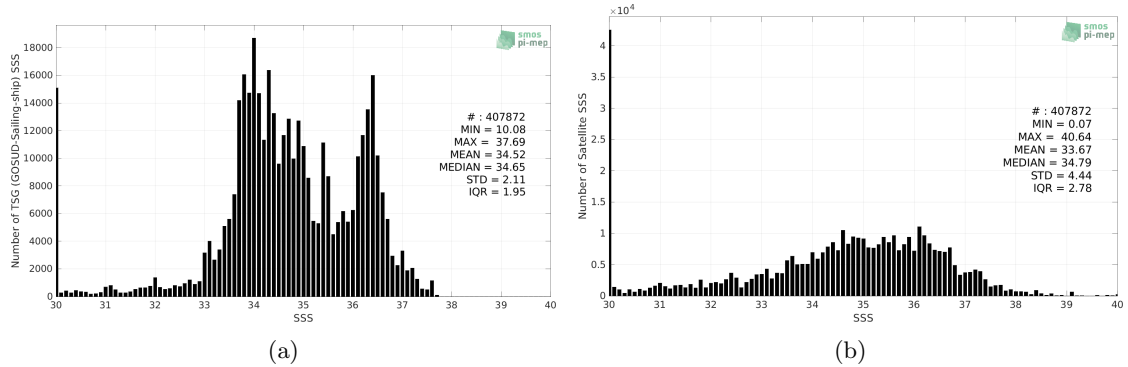 18000
16000
14000
12000
10000
8000
6000
4000
2000
0
Number of TSG (GOSUD-Sailing-ship) SSS
smos
pi-mep
# : 407872
MIN = 10.08
MAX = 37.69
MEAN = 34.52
MEDIAN = 34.65
STD = 2.11
IQR = 1.95
30 31 32 33 34 35 36 37 38 39 40
SSS
(a)
×10⁴
4
3.5
3
2.5
2
1.5
1
0.5
0
Number of Satellite SSS
smos
pi-mep
# : 407872
MIN = 0.07
MAX = 40.64
MEAN = 33.67
MEDIAN = 34.79
STD = 4.44
IQR = 2.78
30 31 32 33 34 35 36 37 38 39 40
SSS
(b)